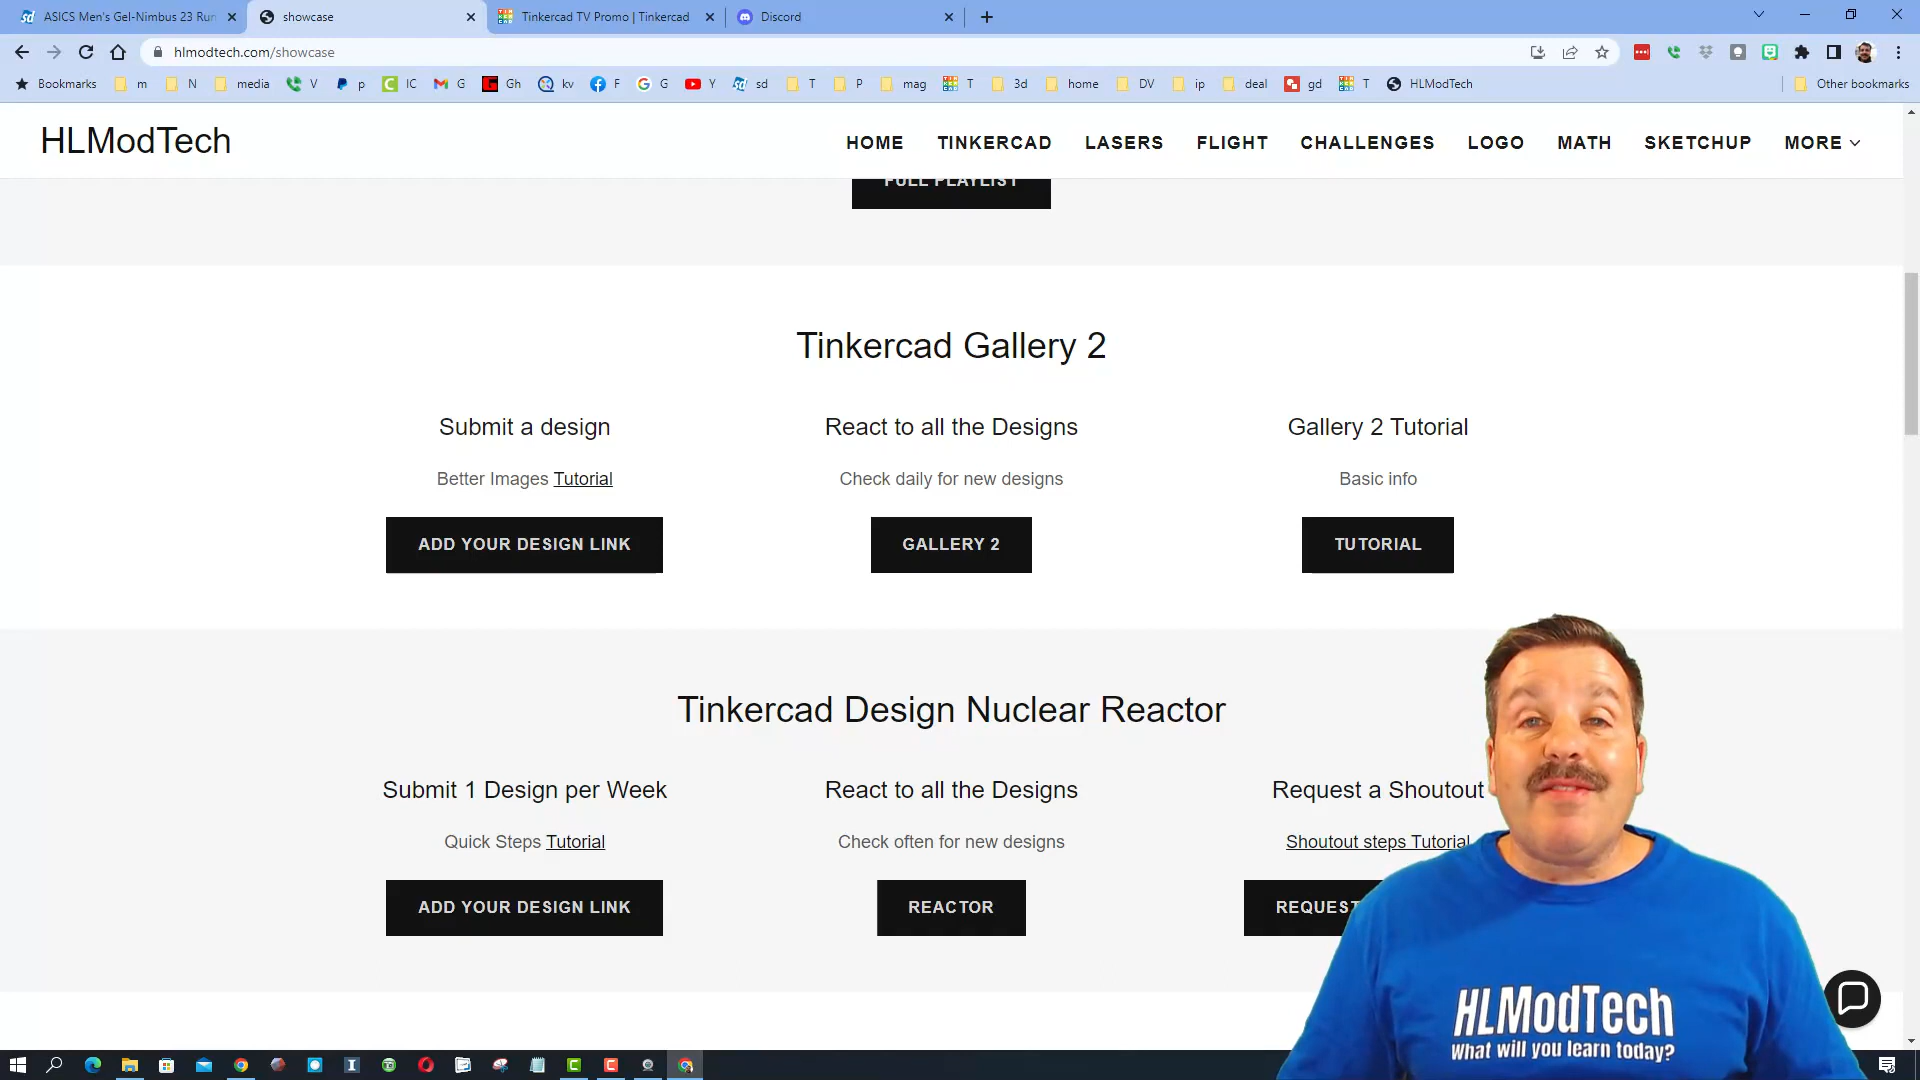 ASICS Men's Gel-Nimbus 23 Run
showcase
Tinkercad TV Promo | Tinkercad
Discord
hlmodtech.com/showcase
Bookmarks m N media V p IC G Gh kv F G Y sd T P mag T 3d home DV ip deal gd T HLModTech Other bookmarks
HLModTech
HOME TINKERCAD LASERS FLIGHT CHALLENGES LOGO MATH SKETCHUP MORE
FULL PLAYLIST
Tinkercad Gallery 2
Submit a design
Better Images Tutorial
ADD YOUR DESIGN LINK
React to all the Designs
Check daily for new designs
GALLERY 2
Gallery 2 Tutorial
Basic info
TUTORIAL
Tinkercad Design Nuclear Reactor
Submit 1 Design per Week
Quick Steps Tutorial
ADD YOUR DESIGN LINK
React to all the Designs
Check often for new designs
REACTOR
Request a Shoutout
Shoutout steps Tutorial
REQUEST
HLModTech
What will you learn today?